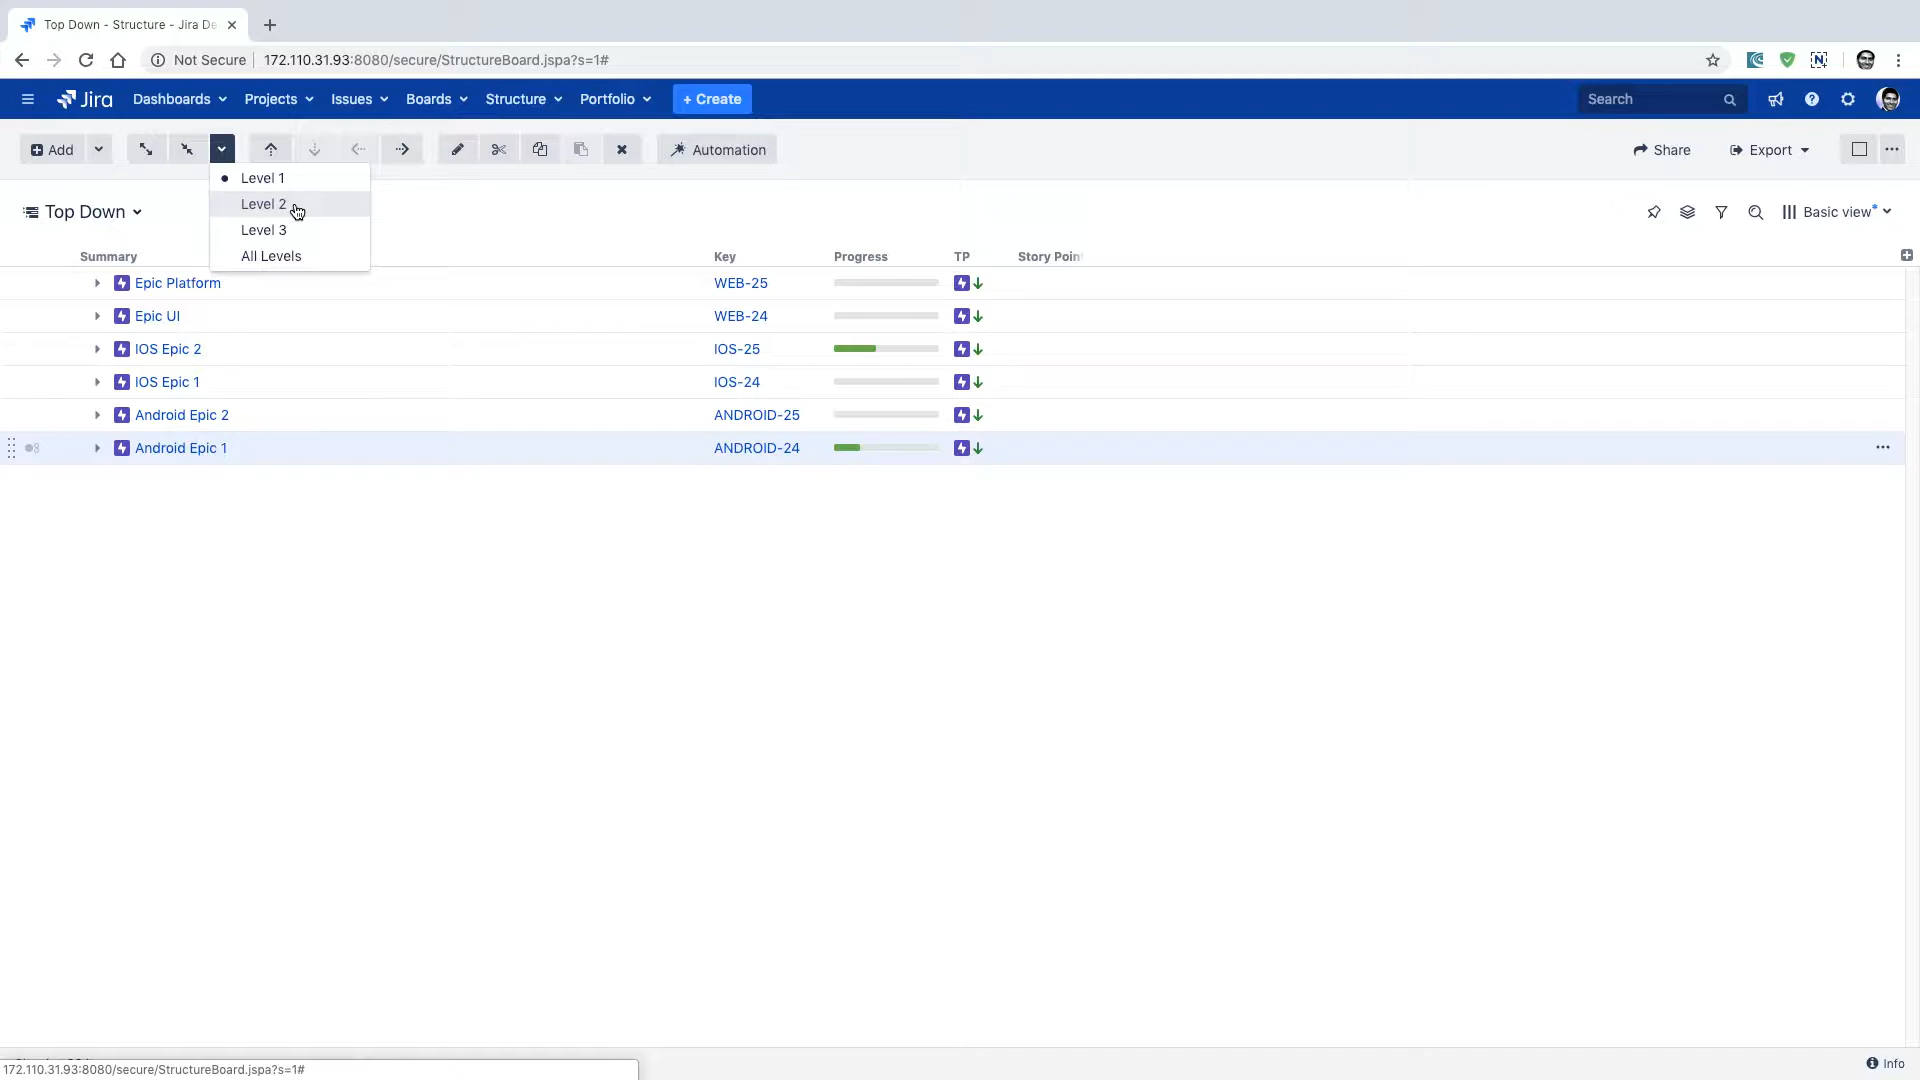 Top Down - Structure - Jira De
Not Secure 172.110.31.93:8080/secure/StructureBoard.jspa?s=1#
Jira Dashboards Projects Issues Boards Structure Portfolio + Create Search
Add Automation Share Export
Level 1
Level 2
Level 3
All Levels
Top Down Basic view*
Summary Key Progress TP Story Poin
Epic Platform WEB-25
Epic UI WEB-24
IOS Epic 2 IOS-25
IOS Epic 1 IOS-24
Android Epic 2 ANDROID-25
Android Epic 1 ANDROID-24
Info
172.110.31.93:8080/secure/StructureBoard.jspa?s=1#